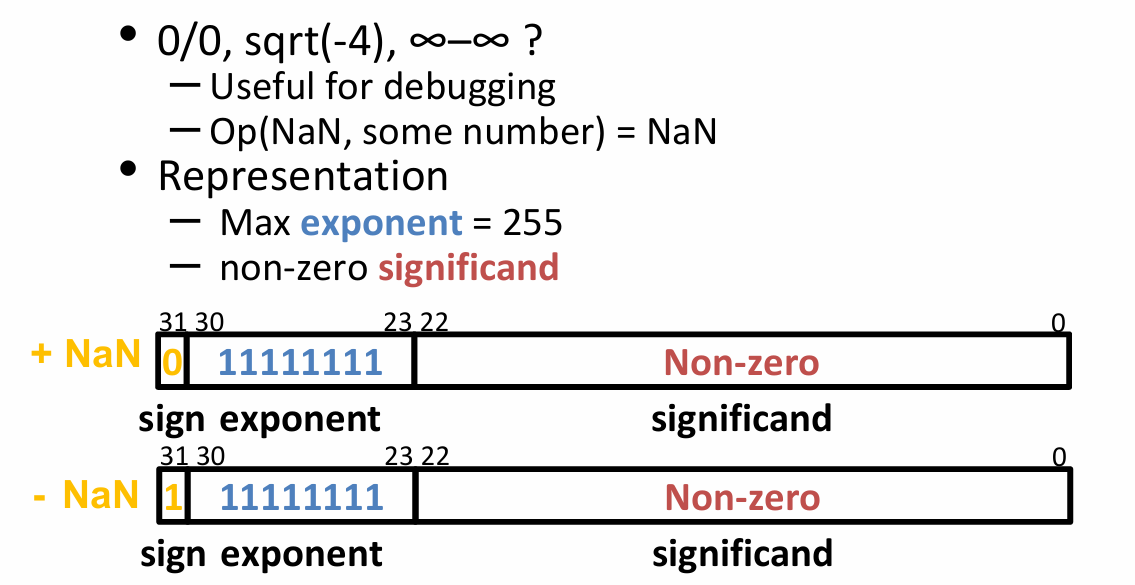 • 0/0, sqrt(-4), ∞–∞ ?
– Useful for debugging
– Op(NaN, some number) = NaN
• Representation
– Max exponent = 255
– non-zero significand
31 30 23 22 0
+ NaN 0 11111111 Non-zero
sign exponent significand
31 30 23 22 0
- NaN 1 11111111 Non-zero
sign exponent significand